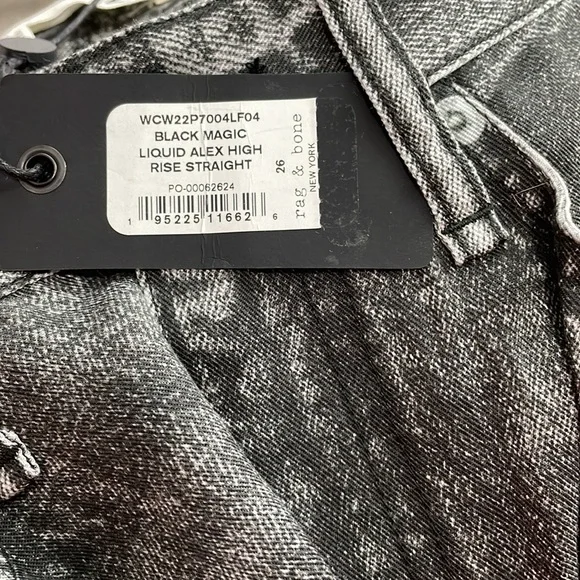 WCW22P7004LF04
BLACK MAGIC
LIQUID ALEX HIGH
RISE STRAIGHT
PO-00062624
1 95225 11662 6
26
rag & bone
NEW YORK